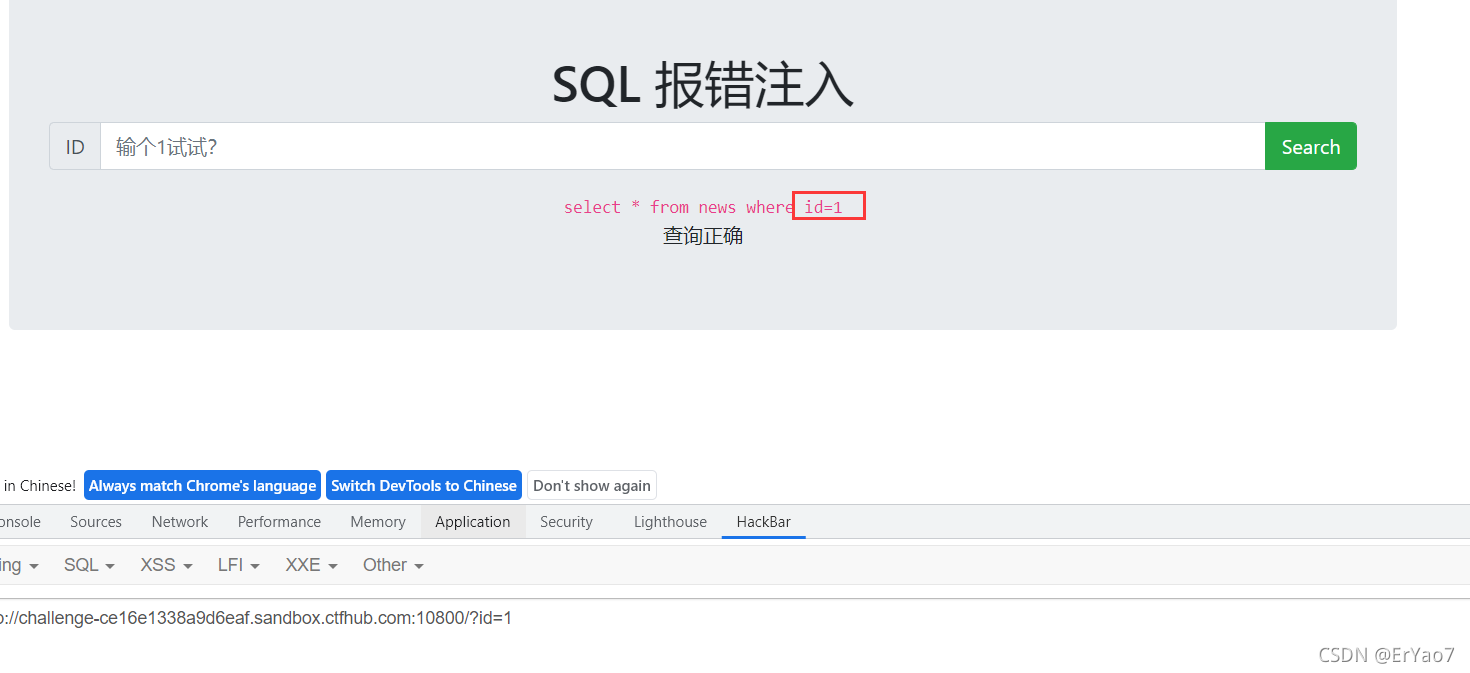 SQL 报错注入
ID 输个1试试？ Search
select * from news where id=1
查询正确
in Chinese! Always match Chrome's language Switch DevTools to Chinese Don't show again
onsole Sources Network Performance Memory Application Security Lighthouse HackBar
ing SQL XSS LFI XXE Other
p://challenge-ce16e1338a9d6eaf.sandbox.ctfhub.com:10800/?id=1
CSDN @ErYao7